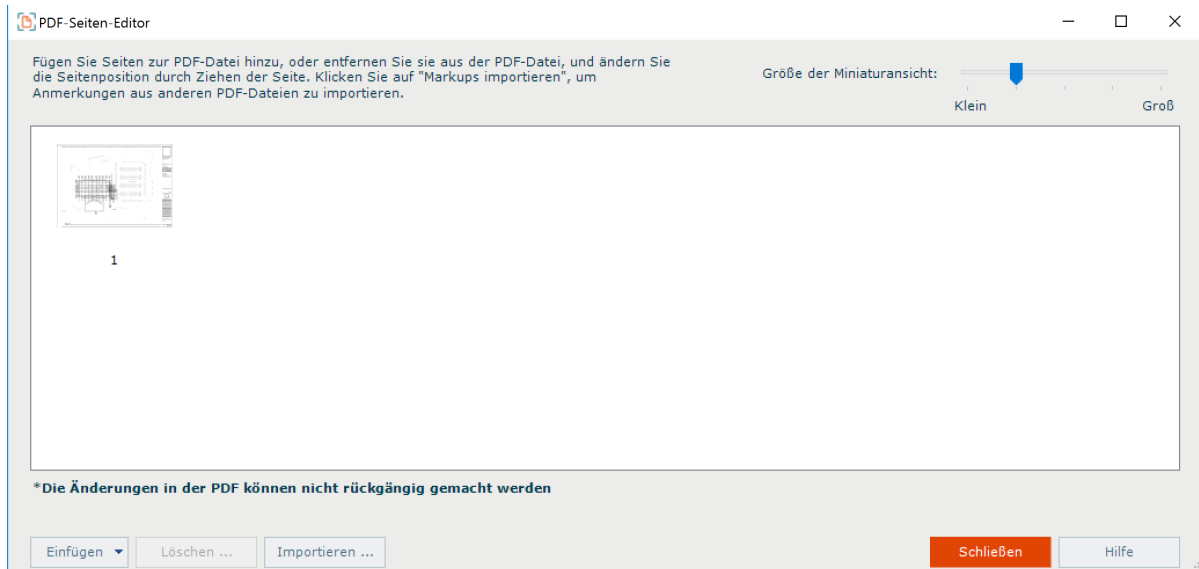 PDF-Seiten-Editor
Fügen Sie Seiten zur PDF-Datei hinzu, oder entfernen Sie sie aus der PDF-Datei, und ändern Sie
die Seitenposition durch Ziehen der Seite. Klicken Sie auf "Markups importieren", um
Anmerkungen aus anderen PDF-Dateien zu importieren.
Größe der Miniaturansicht:
Klein
Groß
1
*Die Änderungen in der PDF können nicht rückgängig gemacht werden
Einfügen
Löschen ...
Importieren ...
Schließen
Hilfe